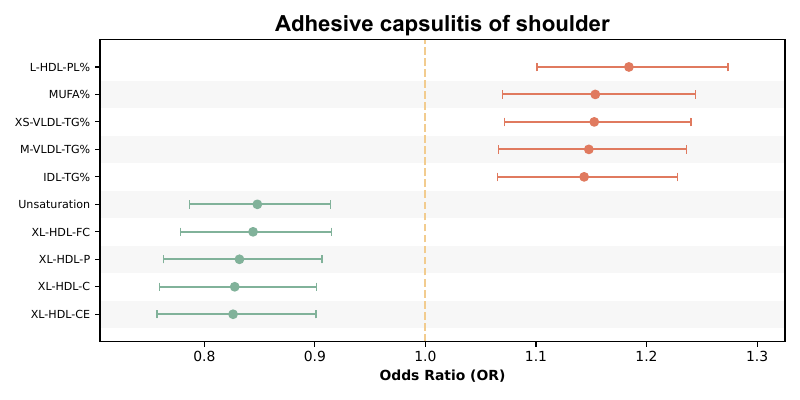 Adhesive capsulitis of shoulder
L-HDL-PL%
MUFA%
XS-VLDL-TG%
M-VLDL-TG%
IDL-TG%
Unsaturation
XL-HDL-FC
XL-HDL-P
XL-HDL-C
XL-HDL-CE
0.8 0.9 1.0 1.1 1.2 1.3
Odds Ratio (OR)